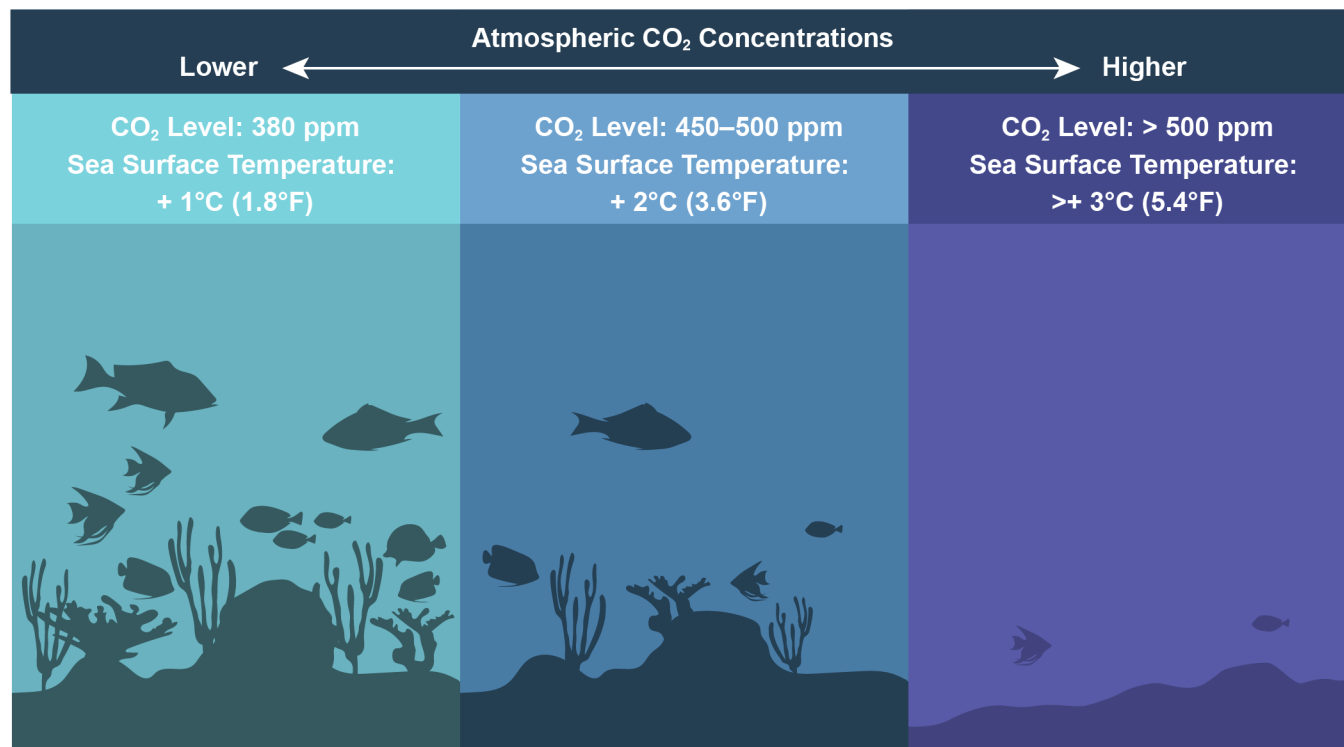 Atmospheric CO₂ Concentrations
Lower Higher
CO₂ Level: 380 ppm
Sea Surface Temperature:
+ 1°C (1.8°F)
CO₂ Level: 450–500 ppm
Sea Surface Temperature:
+ 2°C (3.6°F)
CO₂ Level: > 500 ppm
Sea Surface Temperature:
>+ 3°C (5.4°F)